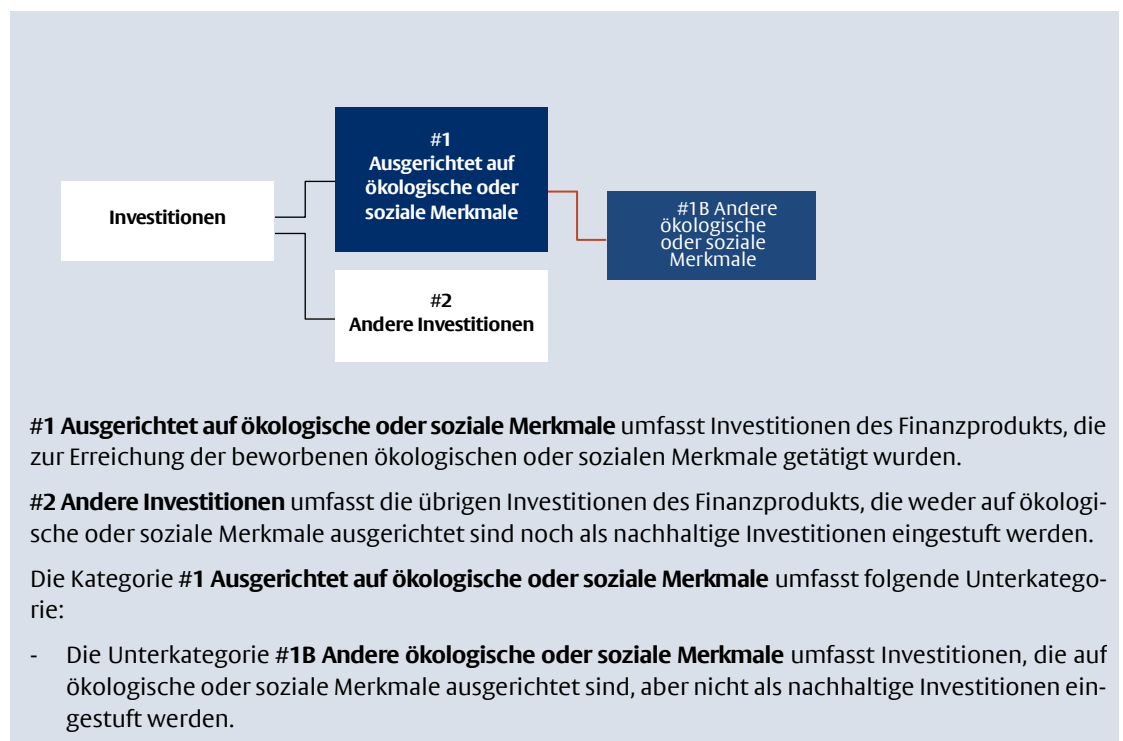 #1
Ausgerichtet auf
ökologische oder
soziale Merkmale
Investitionen
#1B Andere
ökologische
oder soziale
Merkmale
#2
Andere Investitionen
#1 Ausgerichtet auf ökologische oder soziale Merkmale umfasst Investitionen des Finanzprodukts, die
zur Erreichung der beworbenen ökologischen oder sozialen Merkmale getätigt wurden.
#2 Andere Investitionen umfasst die übrigen Investitionen des Finanzprodukts, die weder auf ökologi-
sche oder soziale Merkmale ausgerichtet sind noch als nachhaltige Investitionen eingestuft werden.
Die Kategorie #1 Ausgerichtet auf ökologische oder soziale Merkmale umfasst folgende Unterkatego-
rie:
- Die Unterkategorie #1B Andere ökologische oder soziale Merkmale umfasst Investitionen, die auf
ökologische oder soziale Merkmale ausgerichtet sind, aber nicht als nachhaltige Investitionen ein-
gestuft werden.